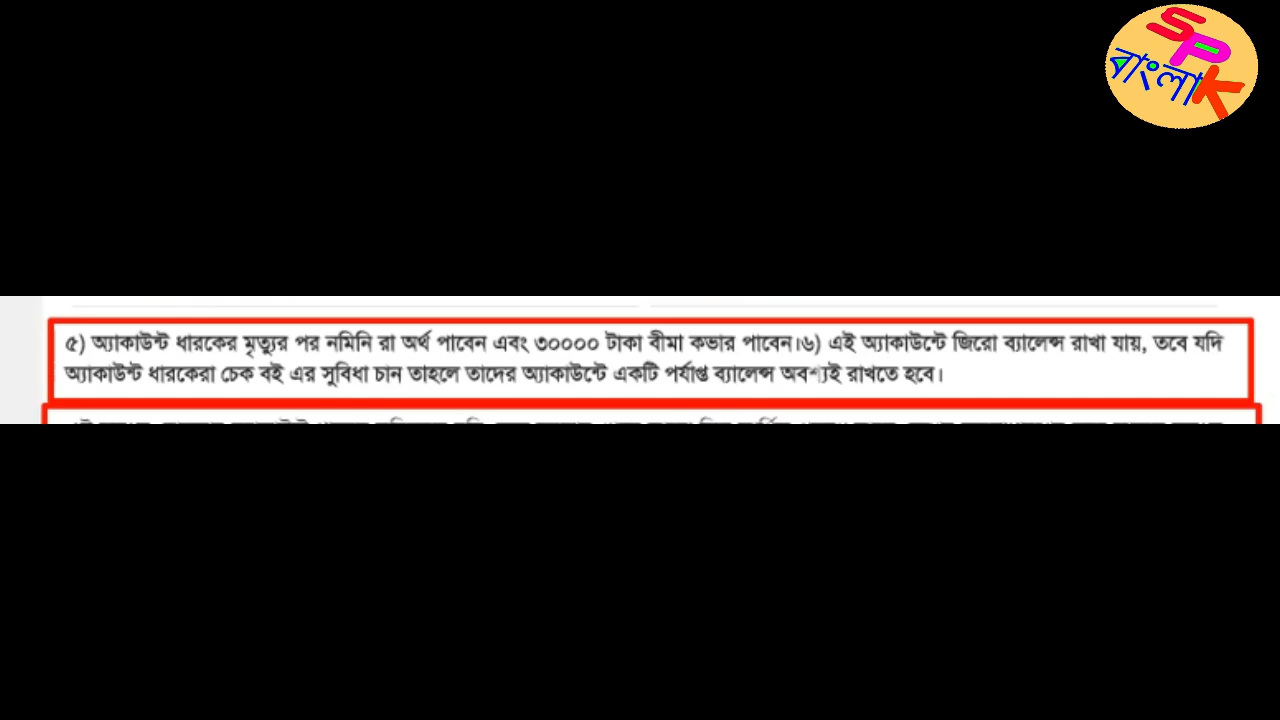 SPK
বাংলা
৫) অ্যাকাউন্ট ধারকের মৃত্যুর পর নমিনি রা অর্থ পাবেন এবং ৩০০০০ টাকা বীমা কভার পাবেন।৬) এই অ্যাকাউন্টে জিরো ব্যালেন্স রাখা যায়, তবে যদি
অ্যাকাউন্ট ধারকেরা চেক বই এর সুবিধা চান তাহলে তাদের অ্যাকাউন্টে একটি পর্যাপ্ত ব্যালেন্স অবশ্যই রাখতে হবে।